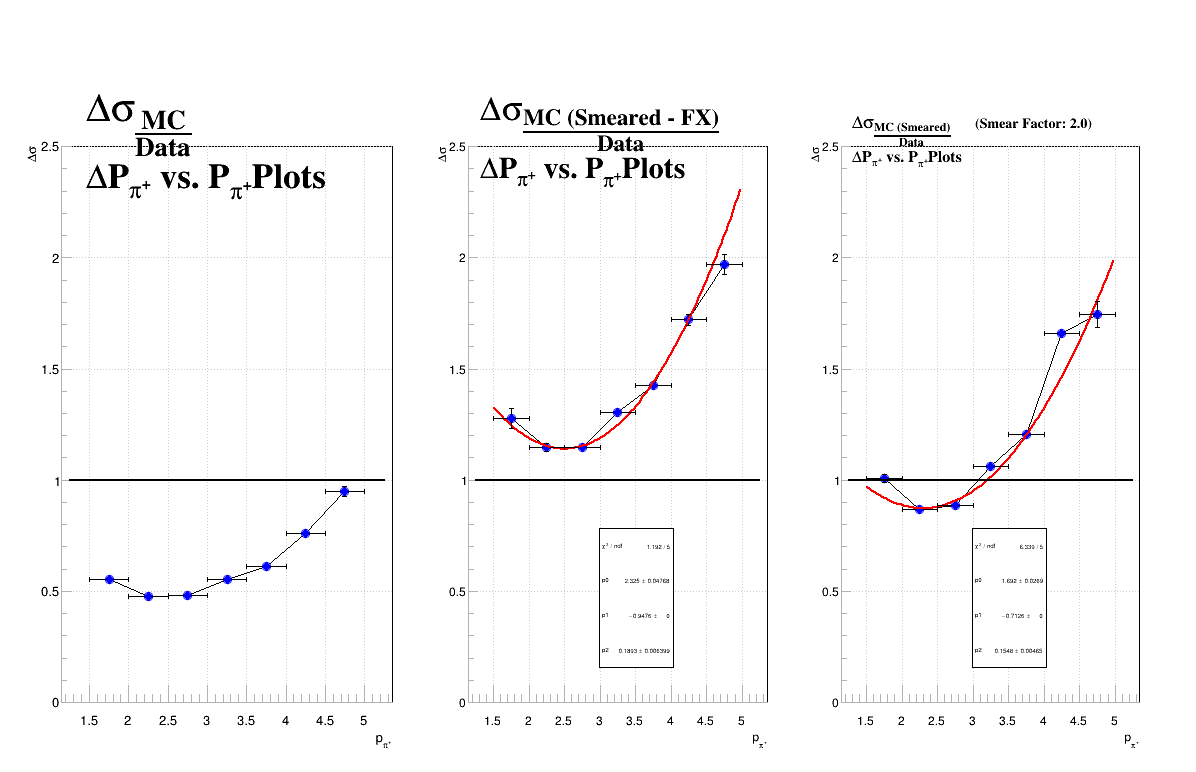 Δσ MC
Data
ΔPπ+ vs. Pπ+Plots
Δσ
2.5
2
1.5
1
0.5
0
1.5 2 2.5 3 3.5 4 4.5 5
pπ+
ΔσMC (Smeared - FX)
Data
ΔPπ+ vs. Pπ+Plots
Δσ
2.5
2
1.5
1
0.5
0
χ² / ndf 1.192 / 5
p0 2.325 ± 0.04768
p1 −0.9476 ± 0
p2 0.1893 ± 0.006399
1.5 2 2.5 3 3.5 4 4.5 5
pπ+
ΔσMC (Smeared) (Smear Factor: 2.0)
Data
ΔPπ+ vs. Pπ+Plots
Δσ
2.5
2
1.5
1
0.5
0
χ² / ndf 6.339 / 5
p0 1.692 ± 0.0269
p1 −0.7126 ± 0
p2 0.1548 ± 0.00465
1.5 2 2.5 3 3.5 4 4.5 5
pπ+